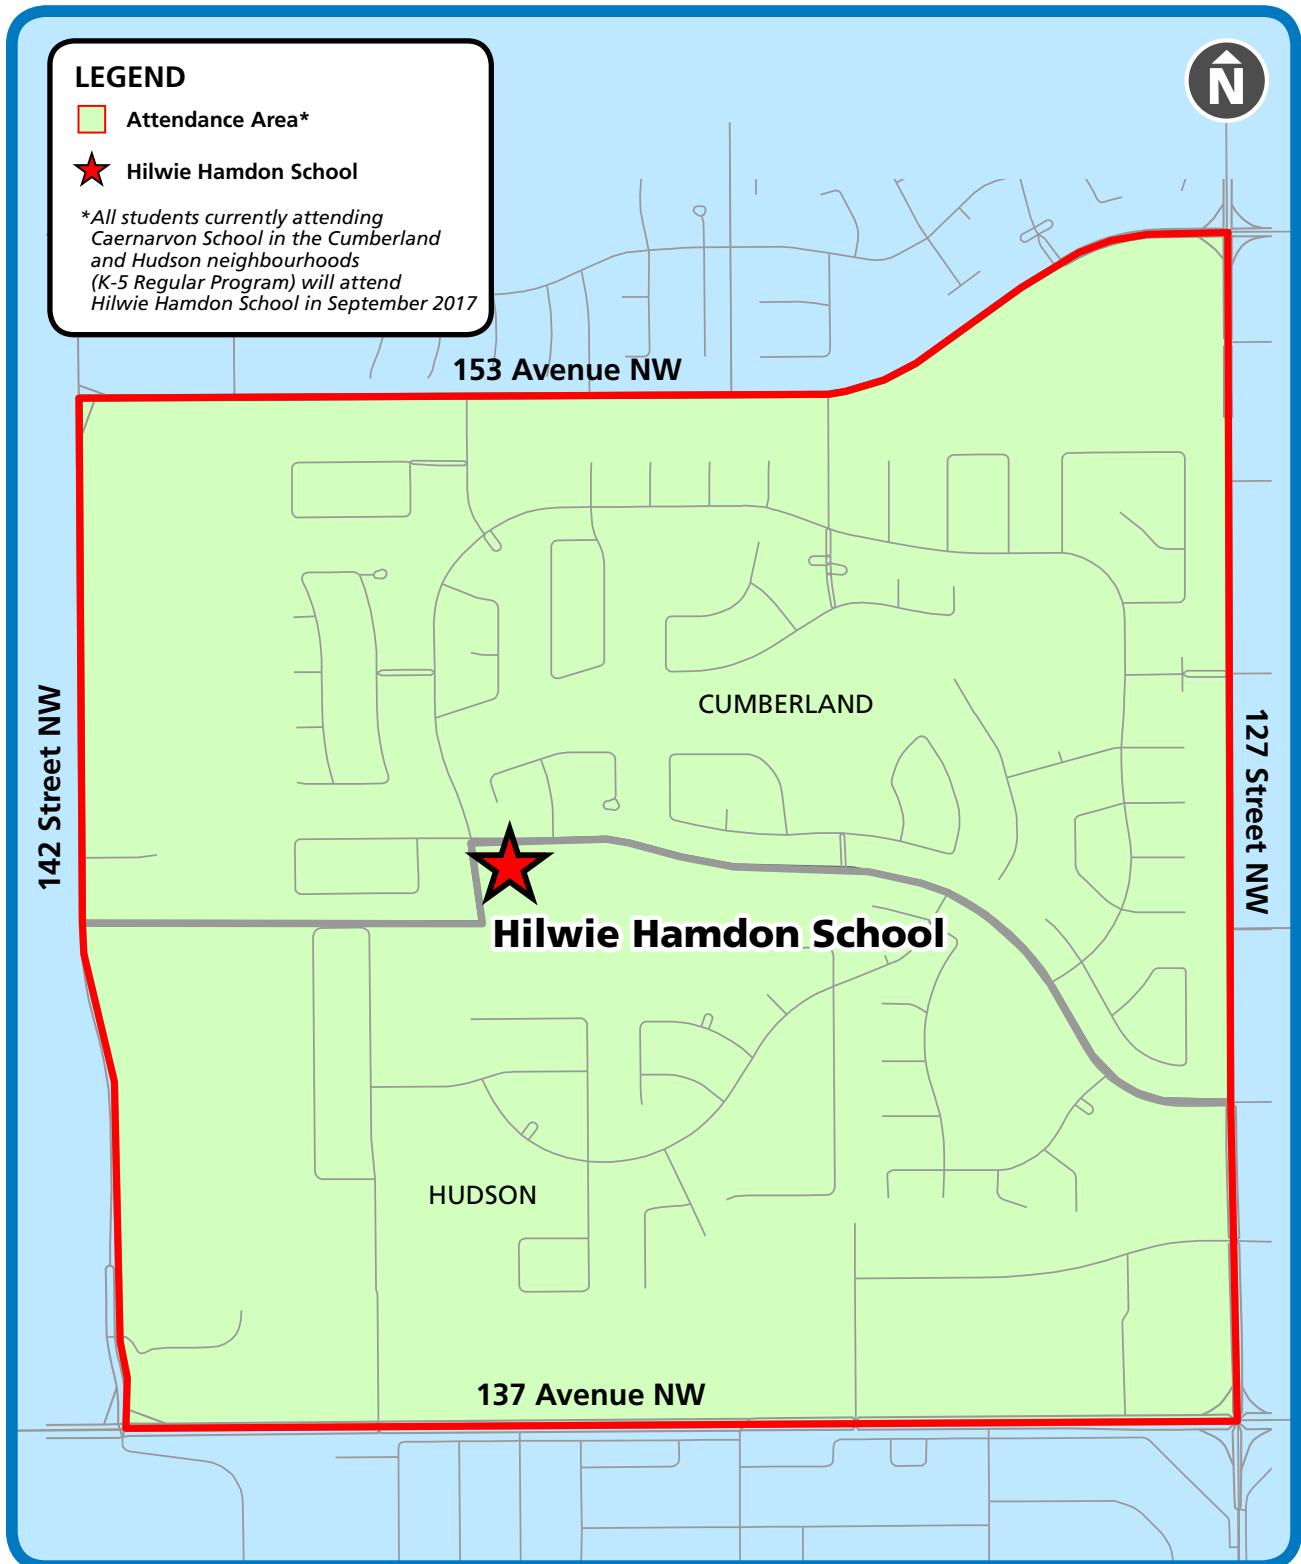 LEGEND
Attendance Area*
Hilwie Hamdon School
*All students currently attending
Caernarvon School in the Cumberland
and Hudson neighbourhoods
(K-5 Regular Program) will attend
Hilwie Hamdon School in September 2017
N
153 Avenue NW
142 Street NW
CUMBERLAND
127 Street NW
Hilwie Hamdon School
HUDSON
137 Avenue NW